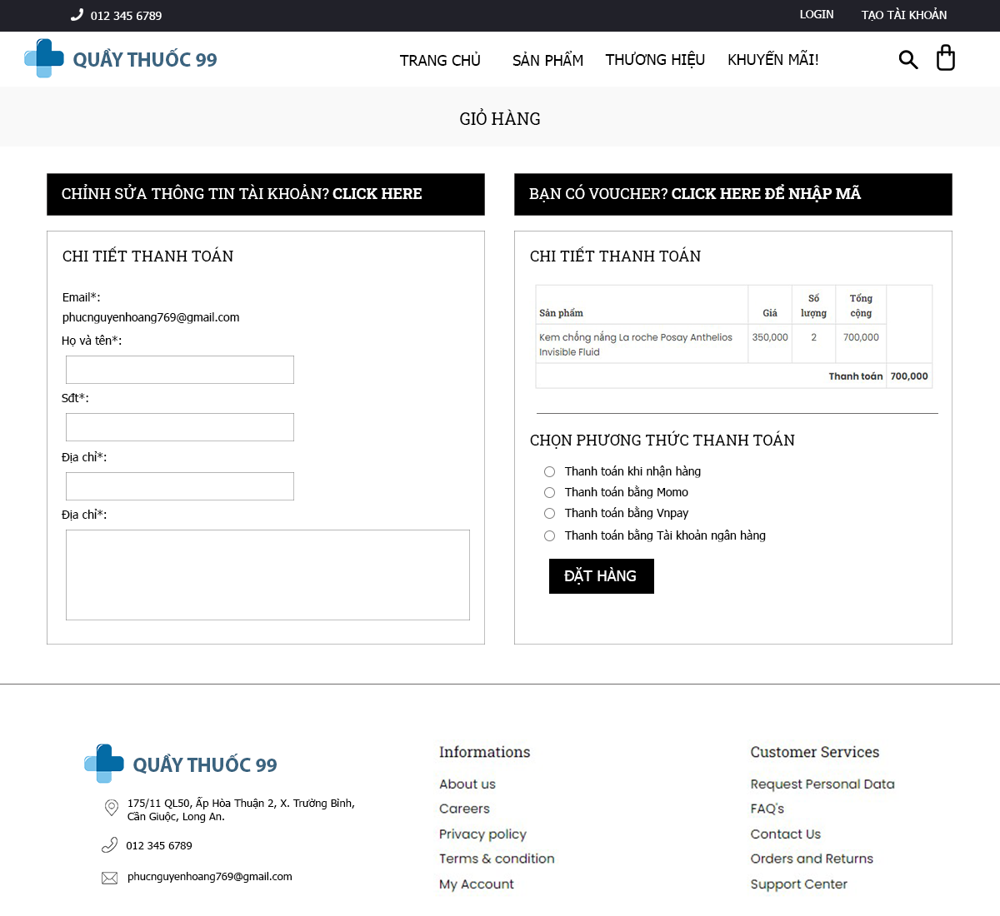 012 345 6789
LOGIN
TẠO TÀI KHOẢN
QUẦY THUỐC 99
TRANG CHỦ
SẢN PHẨM
THƯƠNG HIỆU
KHUYẾN MÃI!
GIỎ HÀNG
CHỈNH SỬA THÔNG TIN TÀI KHOẢN? CLICK HERE
CHI TIẾT THANH TOÁN
Email*:
phucnguyenhoang769@gmail.com
Họ và tên*:
Sđt*:
Địa chỉ*:
Địa chỉ*:
BẠN CÓ VOUCHER? CLICK HERE ĐỂ NHẬP MÃ
CHI TIẾT THANH TOÁN
Sản phẩm
Giá
Số
lượng
Tổng
cộng
Kem chống nắng La roche Posay Anthelios
Invisible Fluid
350,000
2
700,000
Thanh toán
700,000
CHỌN PHƯƠNG THỨC THANH TOÁN
Thanh toán khi nhận hàng
Thanh toán bằng Momo
Thanh toán bằng Vnpay
Thanh toán bằng Tài khoản ngân hàng
ĐẶT HÀNG
QUẦY THUỐC 99
175/11 QL50, Ấp Hòa Thuận 2, X. Trường Bình,
Cần Giuộc, Long An.
012 345 6789
phucnguyenhoang769@gmail.com
Informations
About us
Careers
Privacy policy
Terms & condition
My Account
Customer Services
Request Personal Data
FAQ's
Contact Us
Orders and Returns
Support Center